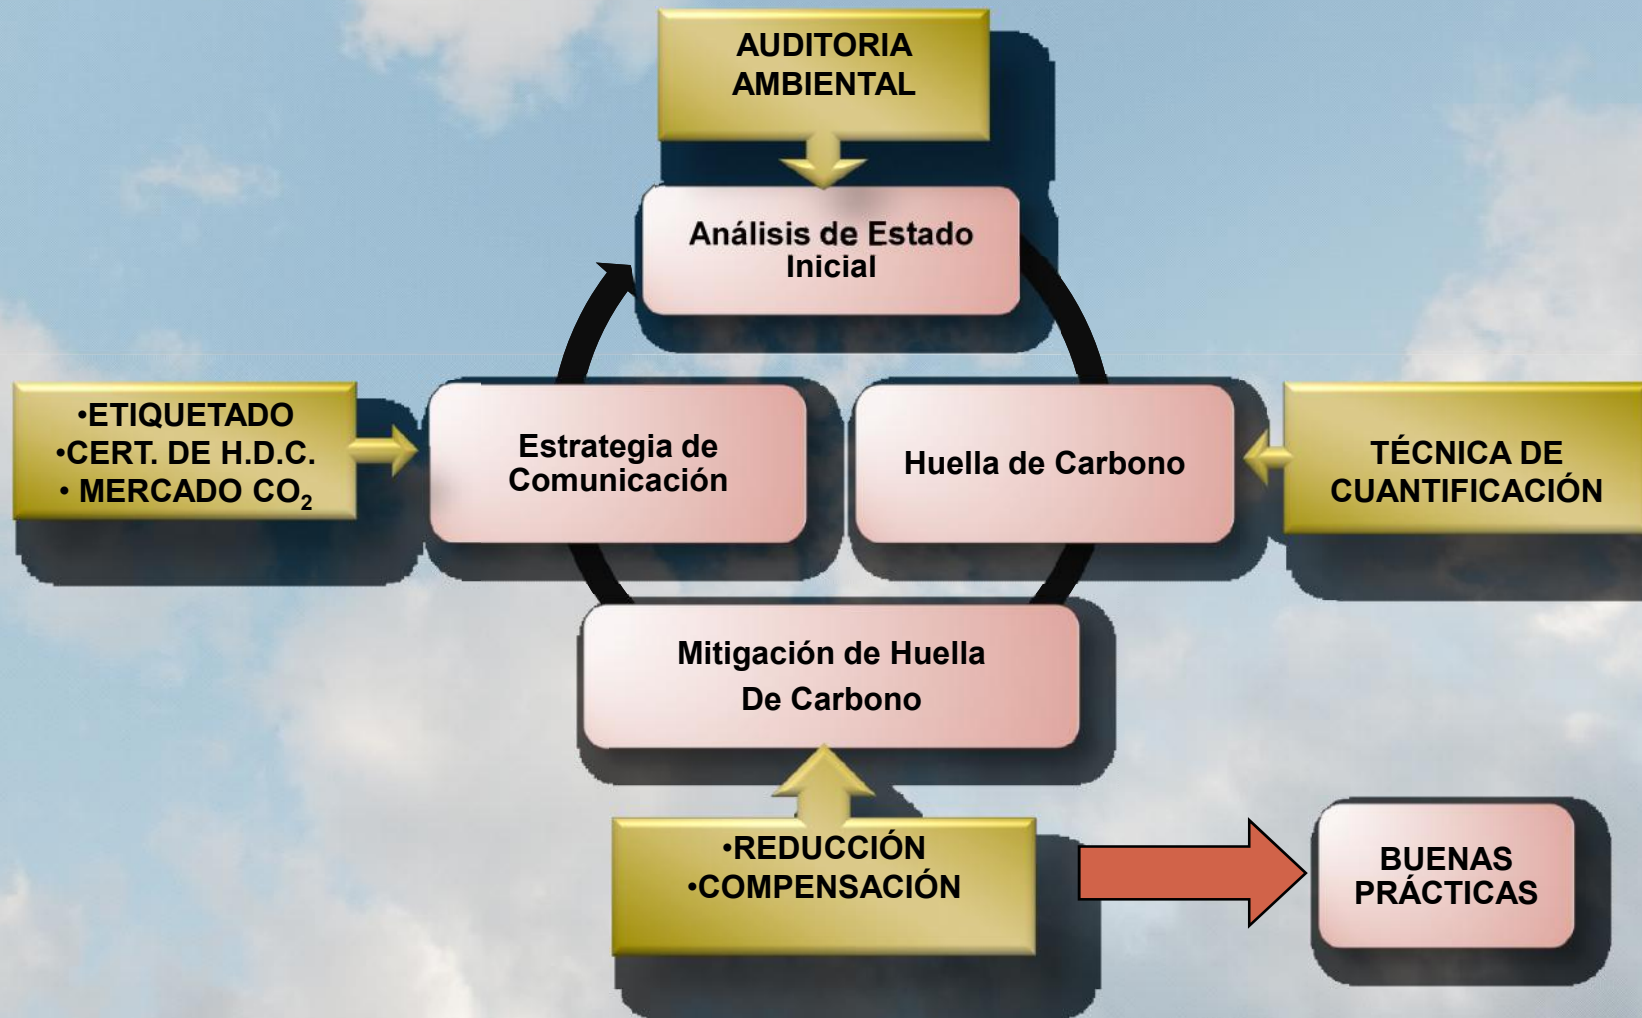 AUDITORIA
AMBIENTAL
Análisis de Estado
Inicial
•ETIQUETADO
•CERT. DE H.D.C.
• MERCADO CO₂
Estrategia de
Comunicación
Huella de Carbono
TÉCNICA DE
CUANTIFICACIÓN
Mitigación de Huella
De Carbono
•REDUCCIÓN
•COMPENSACIÓN
BUENAS
PRÁCTICAS